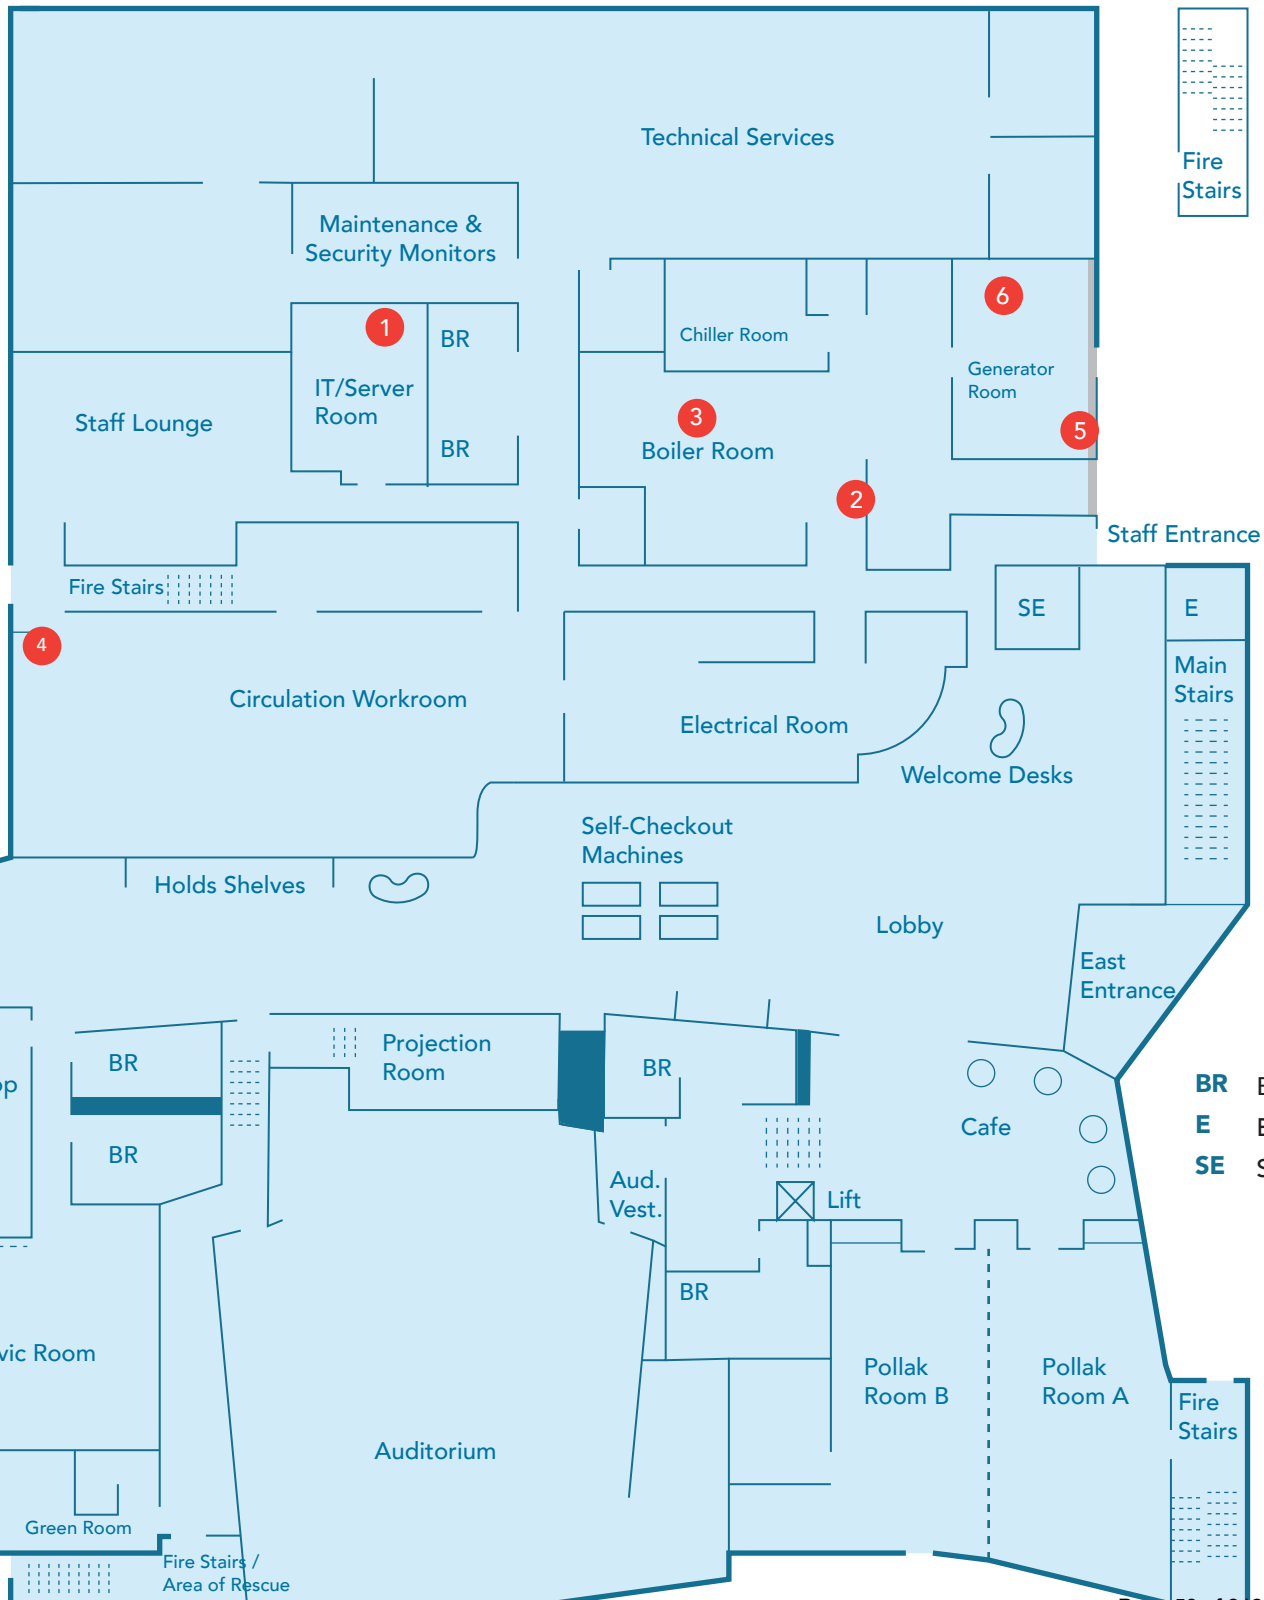 Technical Services
Fire
Stairs
Maintenance &
Security Monitors
6
1
BR
Chiller Room
Generator
Room
IT/Server
Room
Staff Lounge
3
5
BR
Boiler Room
2
Staff Entrance
Fire Stairs
SE
E
4
Main
Stairs
Circulation Workroom
Electrical Room
Welcome Desks
Self-Checkout
Machines
Holds Shelves
Lobby
East
Entrance
Projection
Room
BR
BR
op
BR
E
Cafe
E
E
BR
SE
S
Aud.
Vest.
Lift
BR
vic Room
Pollak
Room B
Pollak
Room A
Fire
Stairs
Auditorium
Green Room
Fire Stairs /
Area of Rescue